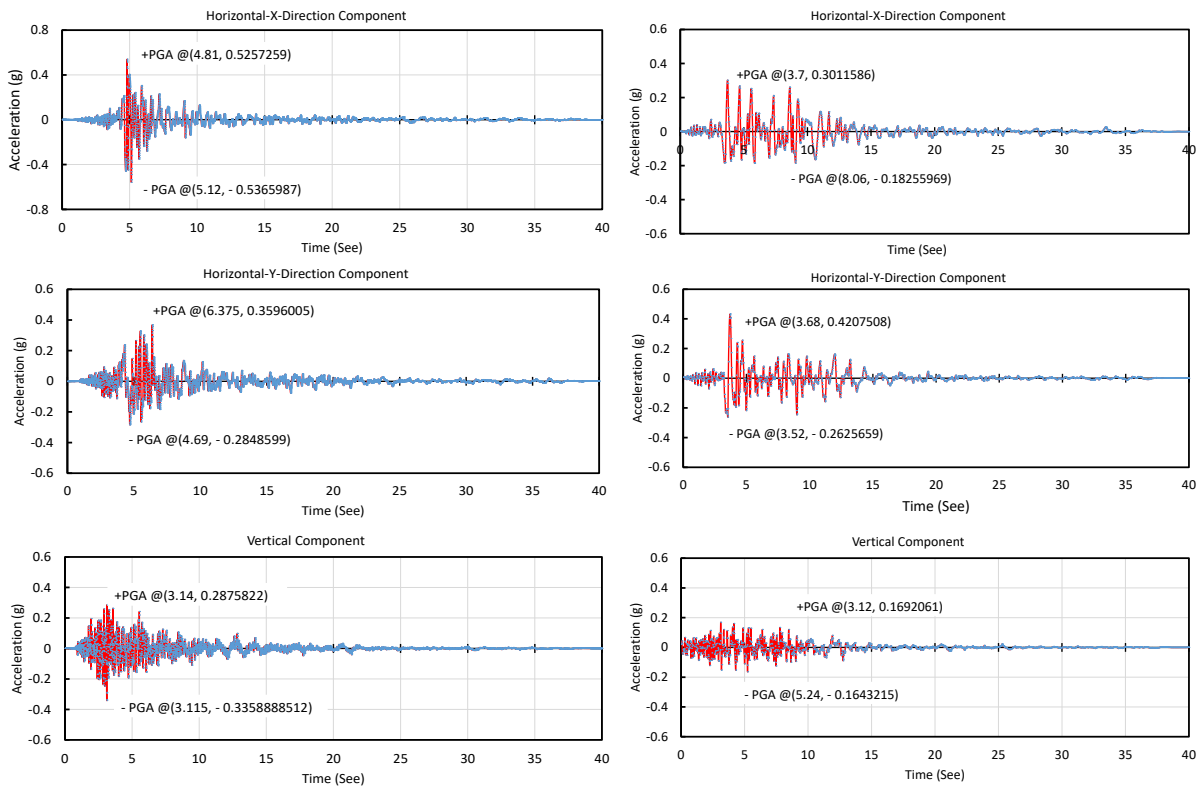 Horizontal-X-Direction Component
0.8
0.4
0
-0.4
-0.8
Acceleration (g)
+PGA @(4.81, 0.5257259)
- PGA @(5.12, - 0.5365987)
0 5 10 15 20 25 30 35 40
Time (See)
Horizontal-X-Direction Component
0.6
0.4
0.2
0
-0.2
-0.4
-0.6
Acceleration (g)
+PGA @(3.7, 0.3011586)
- PGA @(8.06, - 0.18255969)
0 5 10 15 20 25 30 35 40
Time (See)
Horizontal-Y-Direction Component
0.6
0.4
0.2
0
-0.2
-0.4
-0.6
Acceleration (g)
+PGA @(6.375, 0.3596005)
- PGA @(4.69, - 0.2848599)
0 5 10 15 20 25 30 35 40
Time (See)
Horizontal-Y-Direction Component
0.6
0.4
0.2
0
-0.2
-0.4
-0.6
Acceleration (g)
+PGA @(3.68, 0.4207508)
- PGA @(3.52, - 0.2625659)
0 5 10 15 20 25 30 35 40
Time (See)
Vertical Component
0.6
0.4
0.2
0
-0.2
-0.4
-0.6
Acceleration (g)
+PGA @(3.14, 0.2875822)
- PGA @(3.115, - 0.3358888512)
0 5 10 15 20 25 30 35 40
Time (See)
Vertical Component
0.6
0.4
0.2
0
-0.2
-0.4
-0.6
Acceleration (g)
+PGA @(3.12, 0.1692061)
- PGA @(5.24, - 0.1643215)
0 5 10 15 20 25 30 35 40
Time (See)